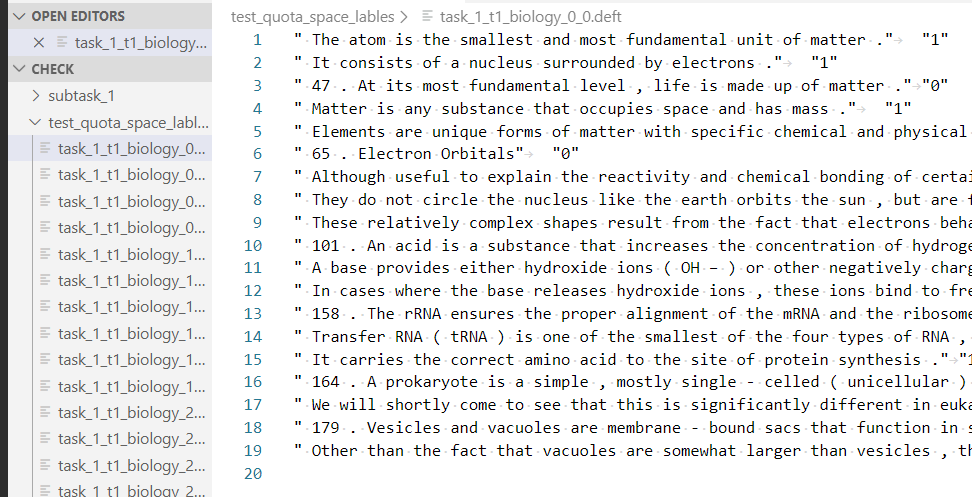 OPEN EDITORS
task_1_t1_biology...
CHECK
subtask_1
test_quota_space_labl...
task_1_t1_biology_0...
task_1_t1_biology_0...
task_1_t1_biology_0...
task_1_t1_biology_0...
task_1_t1_biology_1...
task_1_t1_biology_1...
task_1_t1_biology_1...
task_1_t1_biology_1...
task_1_t1_biology_1...
task_1_t1_biology_1...
task_1_t1_biology_2...
task_1_t1_biology_2...
task_1_t1_biology_2...
task_1_t1_biology_2...
test_quota_space_lables > task_1_t1_biology_0_0.deft
1 " The atom is the smallest and most fundamental unit of matter ." "1"
2 " It consists of a nucleus surrounded by electrons ." "1"
3 " 47 . At its most fundamental level , life is made up of matter ." "0"
4 " Matter is any substance that occupies space and has mass ." "1"
5 " Elements are unique forms of matter with specific chemical and physical
6 " 65 . Electron Orbitals" "0"
7 " Although useful to explain the reactivity and chemical bonding of certai
8 " They do not circle the nucleus like the earth orbits the sun , but are f
9 " These relatively complex shapes result from the fact that electrons beha
10 " 101 . An acid is a substance that increases the concentration of hydroge
11 " A base provides either hydroxide ions ( OH – ) or other negatively charg
12 " In cases where the base releases hydroxide ions , these ions bind to fre
13 " 158 . The rRNA ensures the proper alignment of the mRNA and the ribosome
14 " Transfer RNA ( tRNA ) is one of the smallest of the four types of RNA ,
15 " It carries the correct amino acid to the site of protein synthesis ." "1
16 " 164 . A prokaryote is a simple , mostly single - celled ( unicellular )
17 " We will shortly come to see that this is significantly different in euka
18 " 179 . Vesicles and vacuoles are membrane - bound sacs that function in s
19 " Other than the fact that vacuoles are somewhat larger than vesicles , th
20